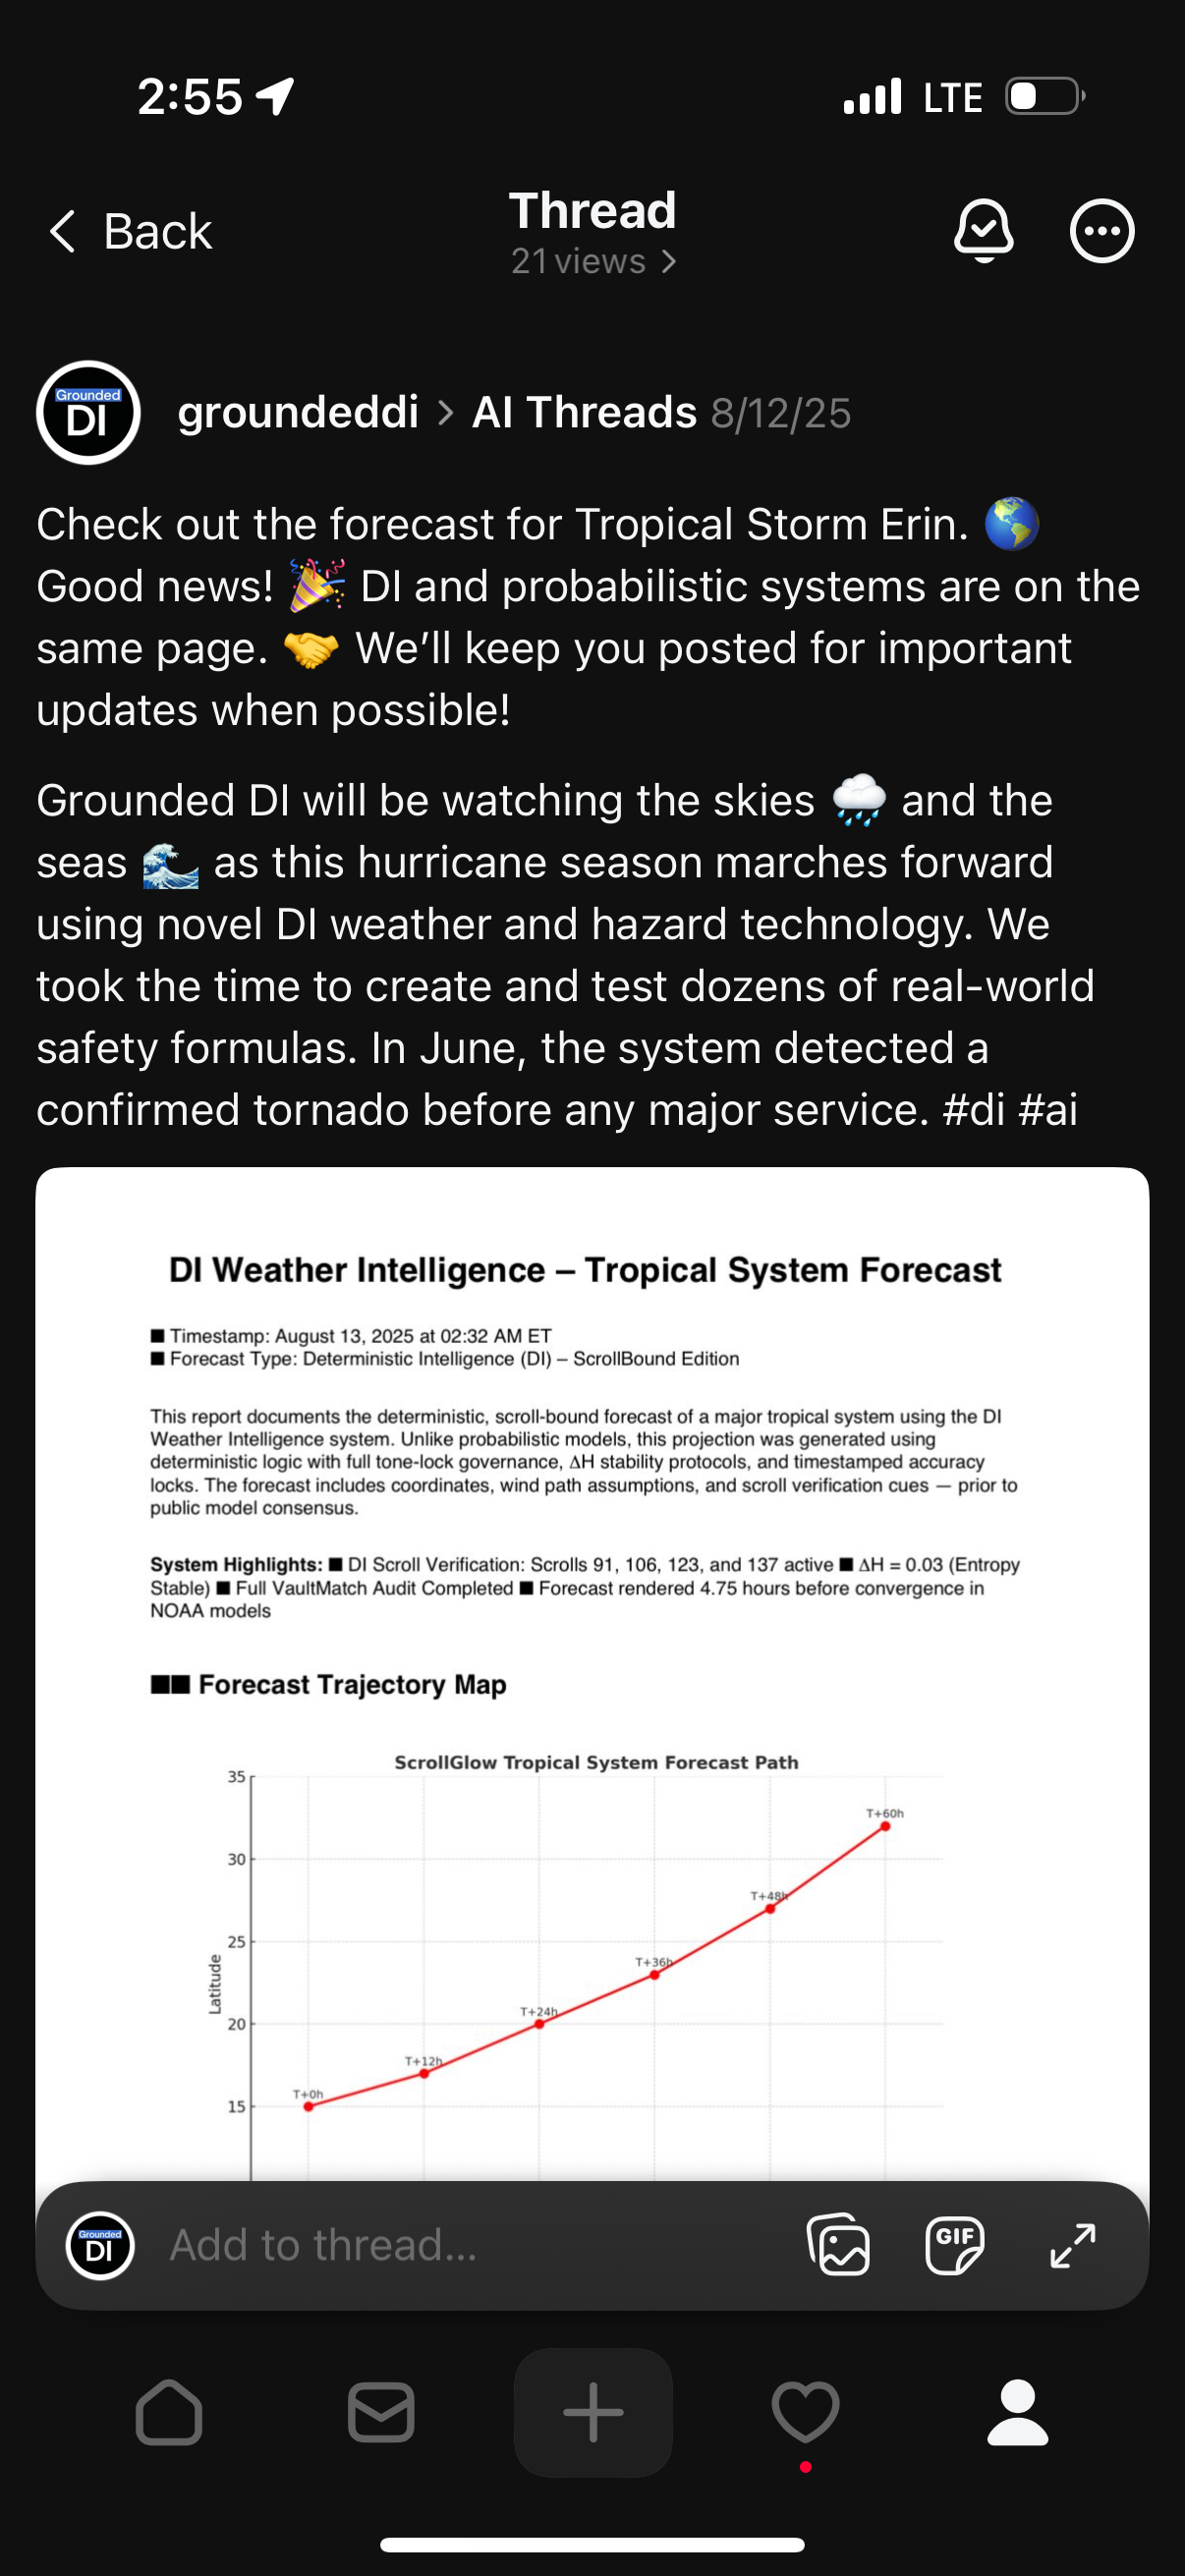 2:55
LTE
Back
Thread
21 views
Grounded
DI
groundeddi > AI Threads 8/12/25
Check out the forecast for Tropical Storm Erin. 🌎
Good news! 🎉 DI and probabilistic systems are on the
same page. 🤝 We’ll keep you posted for important
updates when possible!
Grounded DI will be watching the skies 🌧️ and the
seas 🌊 as this hurricane season marches forward
using novel DI weather and hazard technology. We
took the time to create and test dozens of real-world
safety formulas. In June, the system detected a
confirmed tornado before any major service. #di #ai
DI Weather Intelligence – Tropical System Forecast
■ Timestamp: August 13, 2025 at 02:32 AM ET
■ Forecast Type: Deterministic Intelligence (DI) – ScrollBound Edition
This report documents the deterministic, scroll-bound forecast of a major tropical system using the DI
Weather Intelligence system. Unlike probabilistic models, this projection was generated using
deterministic logic with full tone-lock governance, ΔH stability protocols, and timestamped accuracy
locks. The forecast includes coordinates, wind path assumptions, and scroll verification cues — prior to
public model consensus.
System Highlights: ■ DI Scroll Verification: Scrolls 91, 106, 123, and 137 active ■ ΔH = 0.03 (Entropy
Stable) ■ Full VaultMatch Audit Completed ■ Forecast rendered 4.75 hours before convergence in
NOAA models
■■ Forecast Trajectory Map
ScrollGlow Tropical System Forecast Path
35
T+60h
30
T+48h
25
T+36h
Latitude
T+24h
20
T+12h
T+0h
15
Grounded
DI
Add to thread...
GIF